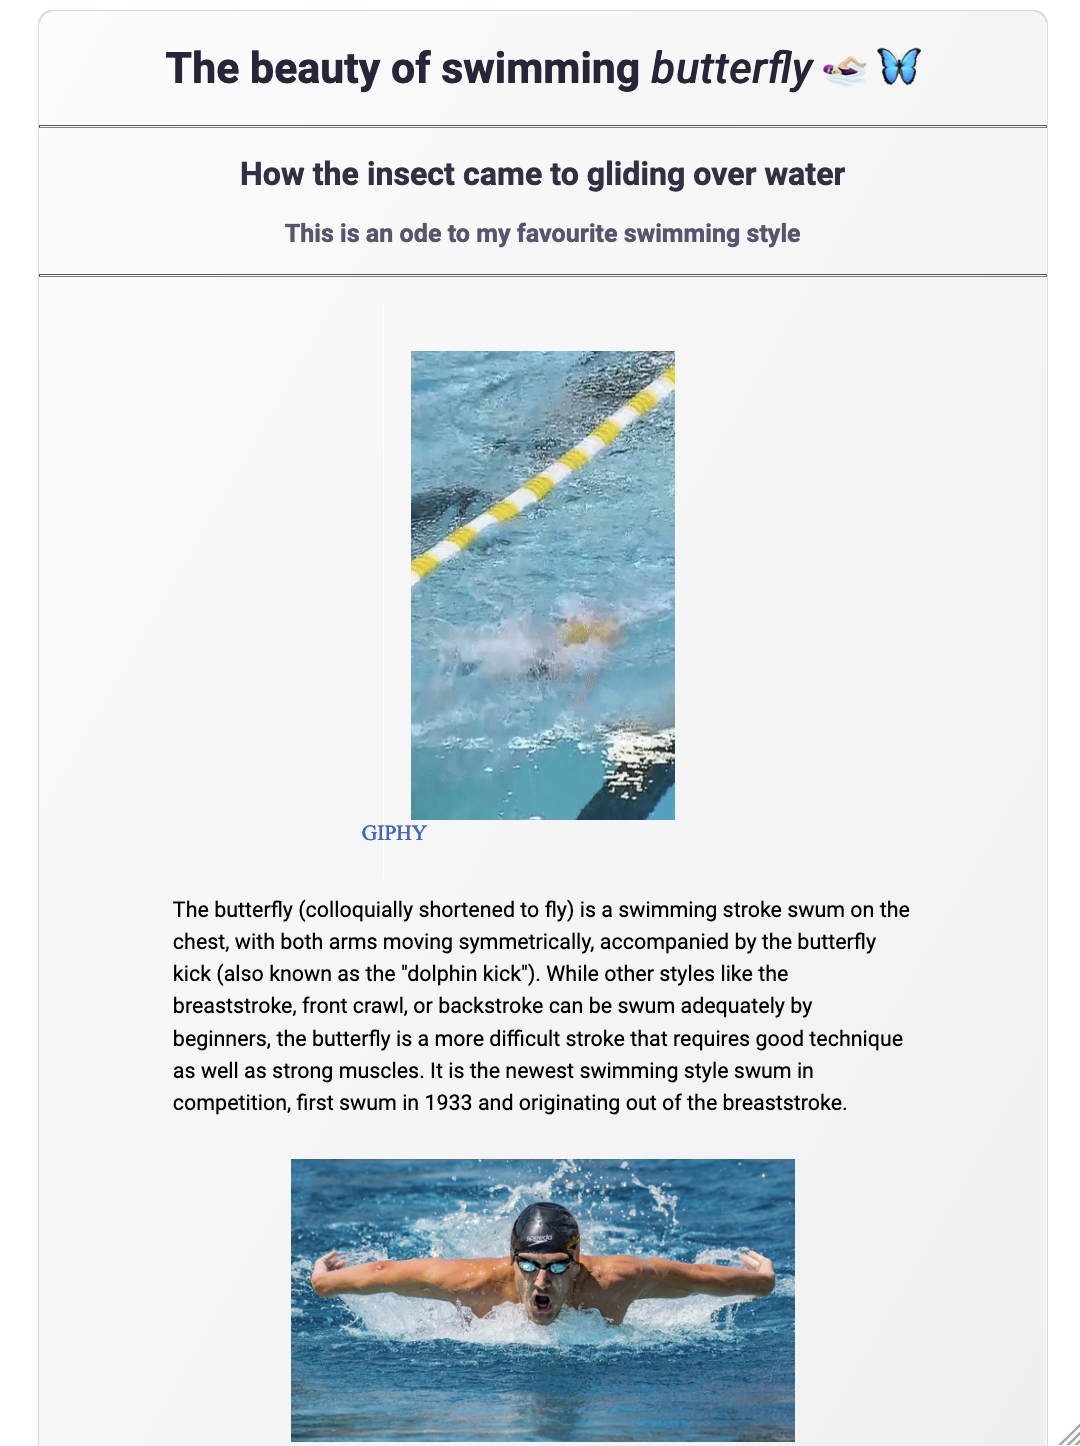 The beauty of swimming butterfly 🏊🏻‍♀️ 🦋
How the insect came to gliding over water
This is an ode to my favourite swimming style
GIPHY
The butterfly (colloquially shortened to fly) is a swimming stroke swum on the
chest, with both arms moving symmetrically, accompanied by the butterfly
kick (also known as the "dolphin kick"). While other styles like the
breaststroke, front crawl, or backstroke can be swum adequately by
beginners, the butterfly is a more difficult stroke that requires good technique
as well as strong muscles. It is the newest swimming style swum in
competition, first swum in 1933 and originating out of the breaststroke.
speedo